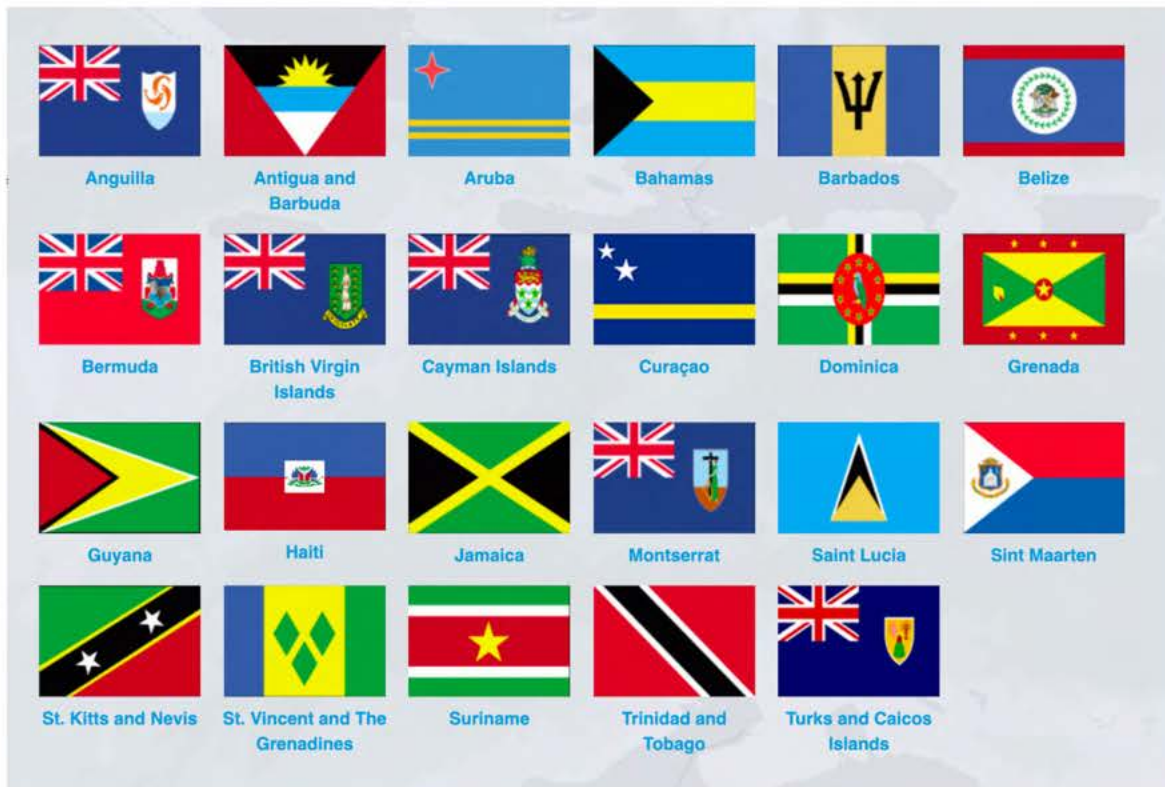 Anguilla
Antigua and
Barbuda
Aruba
Bahamas
Barbados
Belize
Bermuda
British Virgin
Islands
Cayman Islands
Curaçao
Dominica
Grenada
Guyana
Haiti
Jamaica
Montserrat
Saint Lucia
Sint Maarten
St. Kitts and Nevis
St. Vincent and The
Grenadines
Suriname
Trinidad and
Tobago
Turks and Caicos
Islands